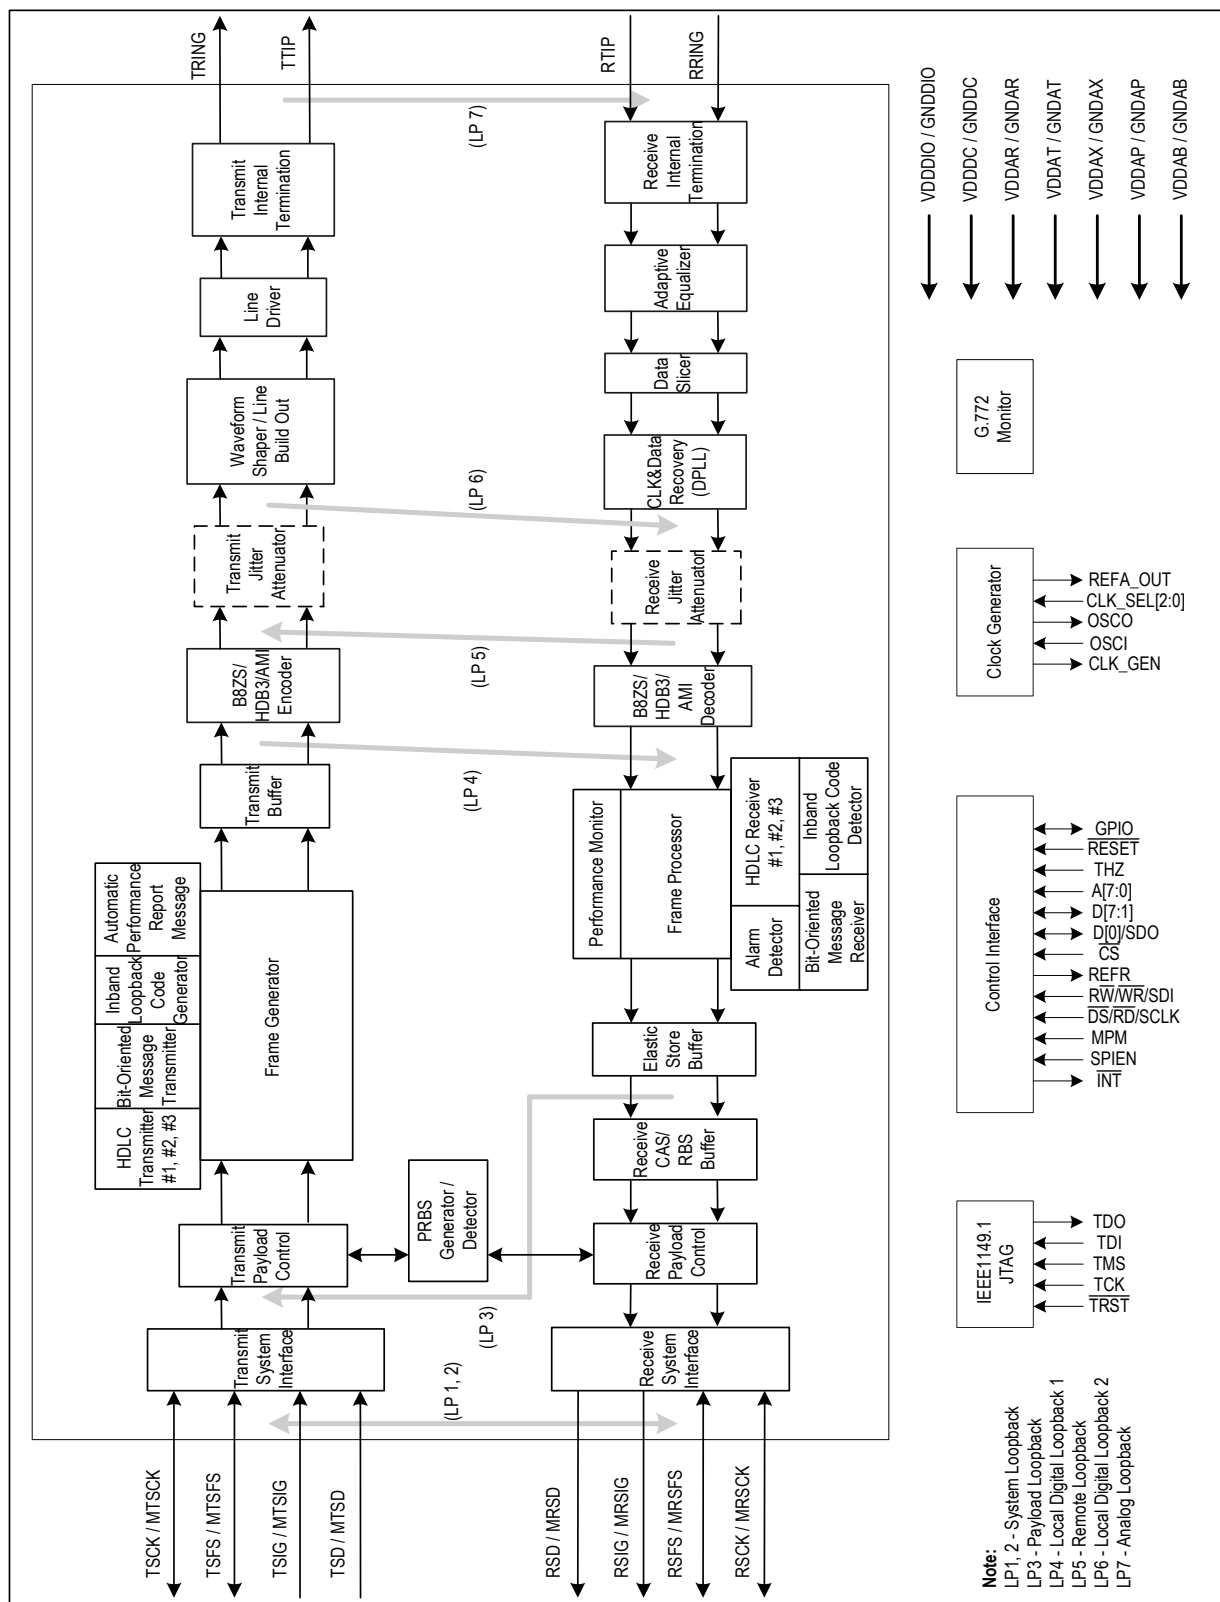 TRING
TTIP
RTIP
RRING
(LP 7)
Transmit
Internal
Termination
Receive
Internal
Termination
Line
Driver
Adaptive
Equalizer
Data
Slicer
Waveform
Shaper / Line
Build Out
CLK&Data
Recovery
(DPLL)
(LP 6)
Transmit
Jitter
Attenuator
Receive
Jitter
Attenuator
(LP 5)
B8ZS/
HDB3/AMI
Encoder
B8ZS/
HDB3/
AMI
Decoder
(LP 4)
Transmit
Buffer
Automatic
Performance
Report
Message
Inband
Loopback
Code
Generator
Bit-Oriented
Message
Transmitter
HDLC
Transmitter
#1, #2, #3
Frame Generator
Performance Monitor
Frame Processor
HDLC Receiver
#1, #2, #3
Inband
Loopback Code
Detector
Alarm
Detector
Bit-Oriented
Message
Receiver
Elastic
Store
Buffer
Receive
CAS/
RBS
Buffer
Transmit
Payload
Control
PRBS
Generator /
Detector
Receive
Payload
Control
(LP 3)
Transmit
System
Interface
Receive
System
Interface
(LP 1, 2)
TSCK / MTSCK
TSFS / MTSFS
TSIG / MTSIG
TSD / MTSD
RSD / MRSD
RSIG / MRSIG
RSFS / MRSFS
RSCK / MRSCK
VDDDIO / GNDDIO
VDDDC / GNDDC
VDDAR / GNDAR
VDDAT / GNDAT
VDDAX / GNDAX
VDDAP / GNDAP
VDDAB / GNDAB
G.772
Monitor
Clock Generator
REFA_OUT
CLK_SEL[2:0]
OSCO
OSCI
CLK_GEN
Control Interface
GPIO
RESET
THZ
A[7:0]
D[7:1]
D[0]/SDO
CS
REFR
RW/WR/SDI
DS/RD/SCLK
MPM
SPIEN
INT
IEEE1149.1
JTAG
TDO
TDI
TMS
TCK
TRST
Note:
LP1, 2 - System Loopback
LP3 - Payload Loopback
LP4 - Local Digital Loopback 1
LP5 - Remote Loopback
LP6 - Local Digital Loopback 2
LP7 - Analog Loopback